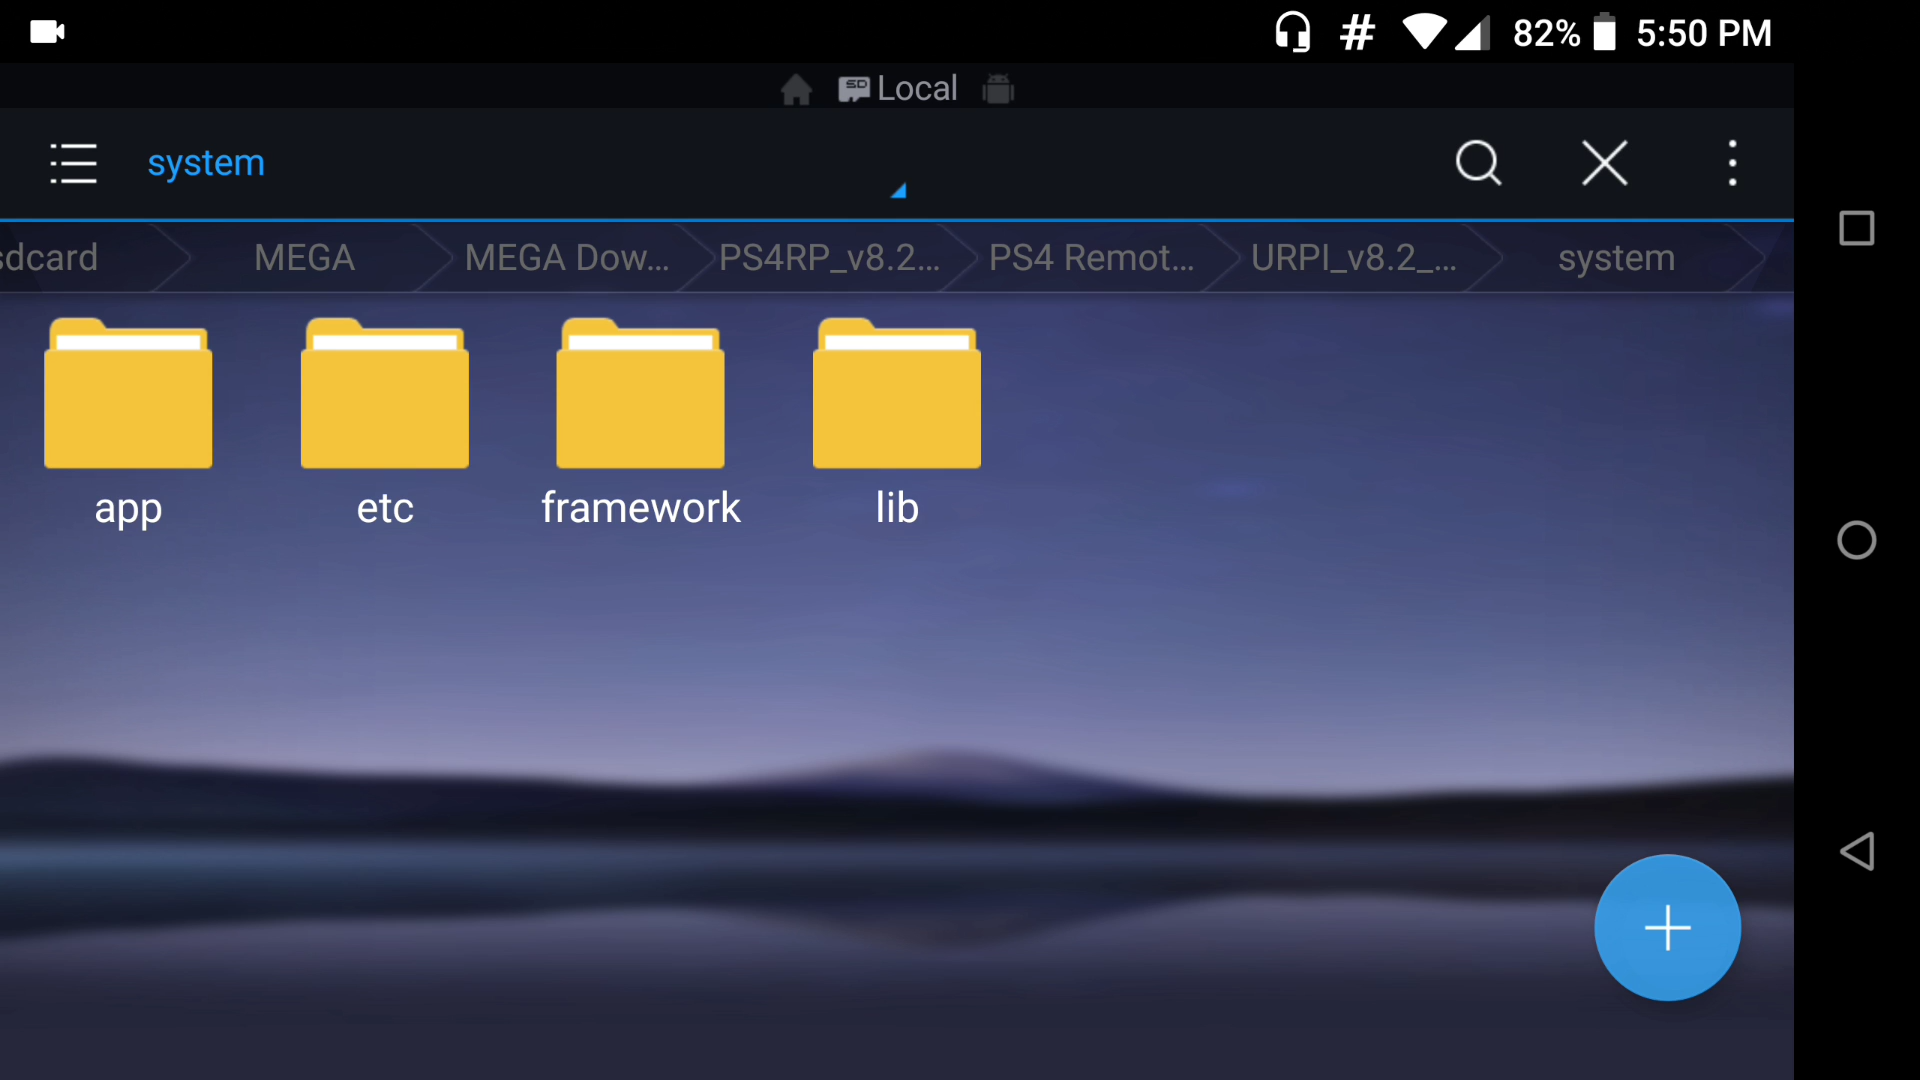 # 82% 5:50 PM
SD Local
system
sdcard MEGA MEGA Dow... PS4RP_v8.2... PS4 Remot... URPI_v8.2_... system
app etc framework lib